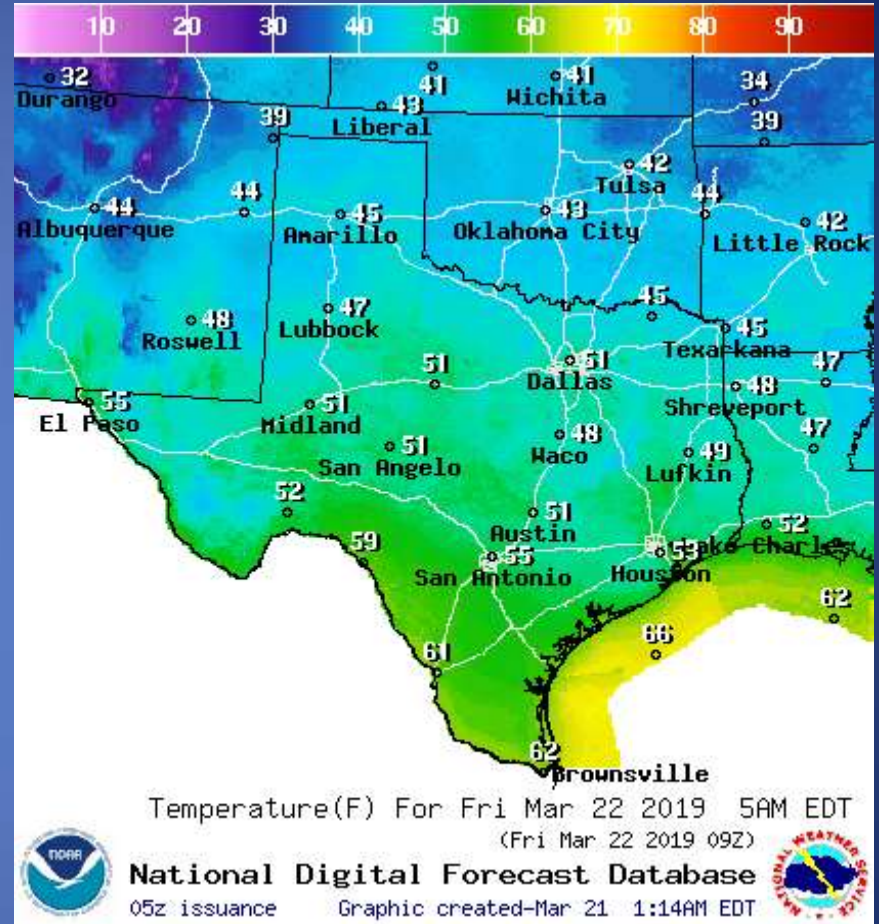 10 20 30 40 50 60 70 80 90
32
Durango
41
41
Wichita
34
43
Liberal
39
39
42
Tulsa
44
Albuquerque
44
45
Amarillo
43
Oklahoma City
44
42
Little Rock
48
Roswell
47
Lubbock
45
45
Texarkana
51
51
Dallas
47
48
Shreveport
55
El Paso
51
Midland
51
San Angelo
48
Waco
49
Lufkin
47
52
51
Austin
52
Lake Charles
59
55
San Antonio
53
Houston
62
66
61
62
Brownsville
Temperature(F) For Fri Mar 22 2019 5AM EDT
(Fri Mar 22 2019 09Z)
NOAA
National Digital Forecast Database
05z issuance Graphic created-Mar 21 1:14AM EDT
NATIONAL WEATHER SERVICE